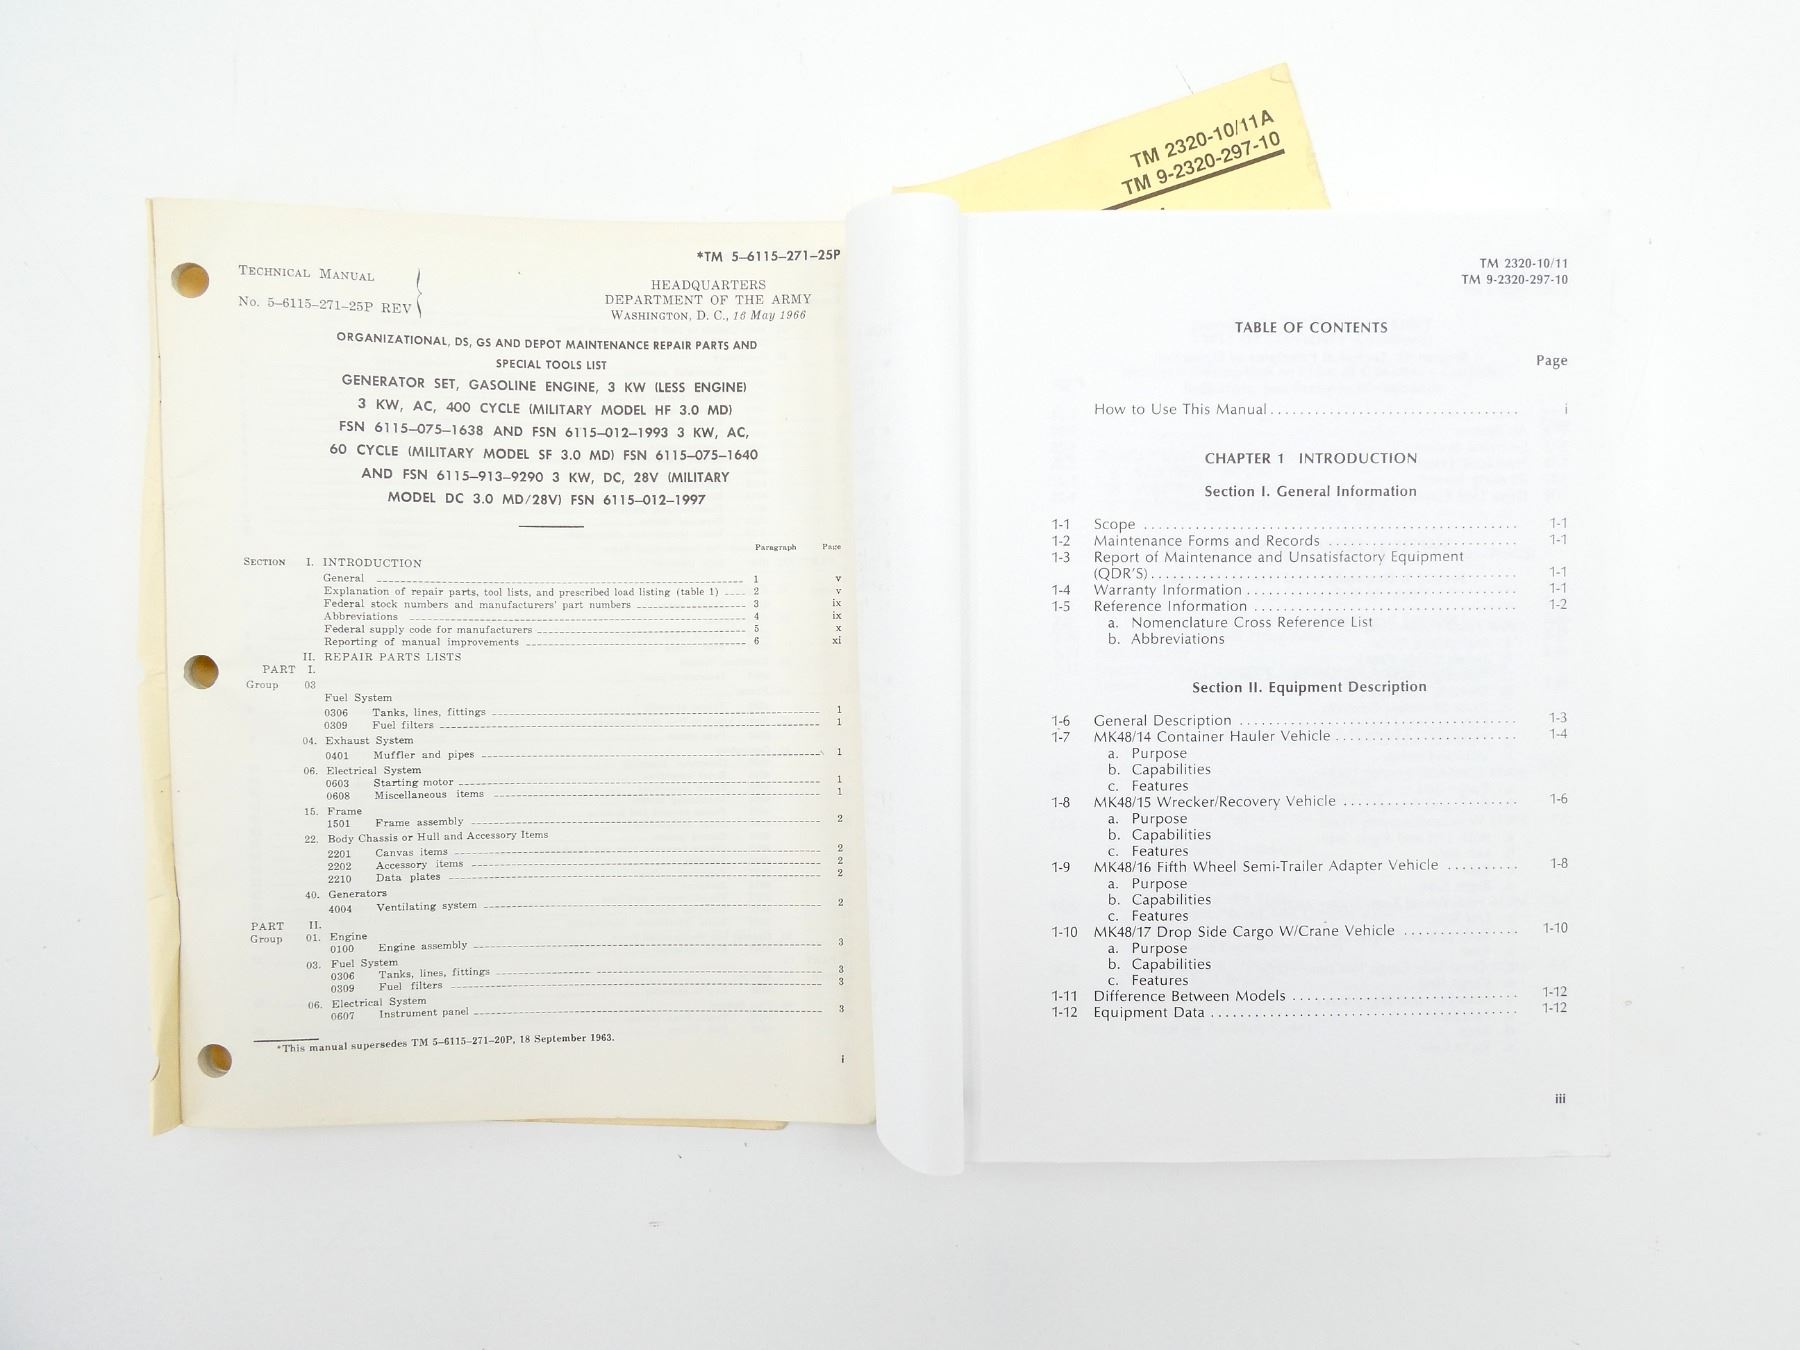 TM 2320-10/11A
TM 9-2320-297-10
*TM 5-6115-271-25P
TECHNICAL MANUAL
No. 5-6115-271-25P REV
HEADQUARTERS
DEPARTMENT OF THE ARMY
WASHINGTON, D. C., 18 May 1966
ORGANIZATIONAL, DS, GS AND DEPOT MAINTENANCE REPAIR PARTS AND
SPECIAL TOOLS LIST
GENERATOR SET, GASOLINE ENGINE, 3 KW (LESS ENGINE)
3 KW, AC, 400 CYCLE (MILITARY MODEL HF 3.0 MD)
FSN 6115-075-1638 AND FSN 6115-012-1993 3 KW, AC,
60 CYCLE (MILITARY MODEL SF 3.0 MD) FSN 6115-075-1640
AND FSN 6115-913-9290 3 KW, DC, 28V (MILITARY
MODEL DC 3.0 MD/28V) FSN 6115-012-1997
Paragraph Page
SECTION I. INTRODUCTION
General 1 v
Explanation of repair parts, tool lists, and prescribed load listing (table 1) 2 v
Federal stock numbers and manufacturers' part numbers 3 ix
Abbreviations 4 ix
Federal supply code for manufacturers 5 x
Reporting of manual improvements 6 xi
II. REPAIR PARTS LISTS
PART I.
Group 03
Fuel System
0306 Tanks, lines, fittings 1
0309 Fuel filters 1
04. Exhaust System
0401 Muffler and pipes 1
06. Electrical System
0603 Starting motor 1
0608 Miscellaneous items 1
15. Frame
1501 Frame assembly 2
22. Body Chassis or Hull and Accessory Items
2201 Canvas items 2
2202 Accessory items 2
2210 Data plates 2
40. Generators
4004 Ventilating system 2
PART II.
Group 01. Engine
0100 Engine assembly 3
03. Fuel System
0306 Tanks, lines, fittings 3
0309 Fuel filters 3
06. Electrical System
0607 Instrument panel 3
*This manual supersedes TM 5-6115-271-20P, 18 September 1963.
i
TM 2320-10/11
TM 9-2320-297-10
TABLE OF CONTENTS
Page
How to Use This Manual i
CHAPTER 1 INTRODUCTION
Section I. General Information
1-1 Scope 1-1
1-2 Maintenance Forms and Records 1-1
1-3 Report of Maintenance and Unsatisfactory Equipment
(QDR'S) 1-1
1-4 Warranty Information 1-1
1-5 Reference Information 1-2
a. Nomenclature Cross Reference List
b. Abbreviations
Section II. Equipment Description
1-6 General Description 1-3
1-7 MK48/14 Container Hauler Vehicle 1-4
a. Purpose
b. Capabilities
c. Features
1-8 MK48/15 Wrecker/Recovery Vehicle 1-6
a. Purpose
b. Capabilities
c. Features
1-9 MK48/16 Fifth Wheel Semi-Trailer Adapter Vehicle 1-8
a. Purpose
b. Capabilities
c. Features
1-10 MK48/17 Drop Side Cargo W/Crane Vehicle 1-10
a. Purpose
b. Capabilities
c. Features
1-11 Difference Between Models 1-12
1-12 Equipment Data 1-12
iii